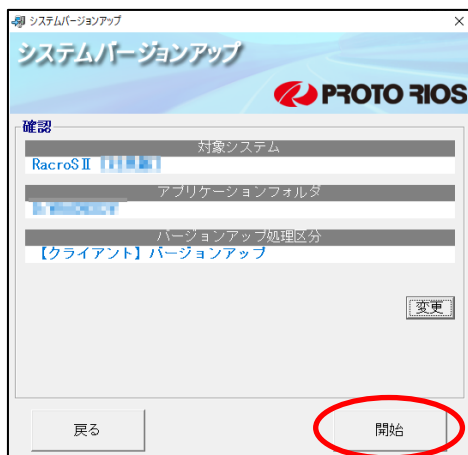 システムバージョンアップ
システムバージョンアップ
PROTO RIOS
確認
対象システム
RacrosⅡ
アプリケーションフォルダ
バージョンアップ処理区分
【クライアント】バージョンアップ
変更
戻る
開始